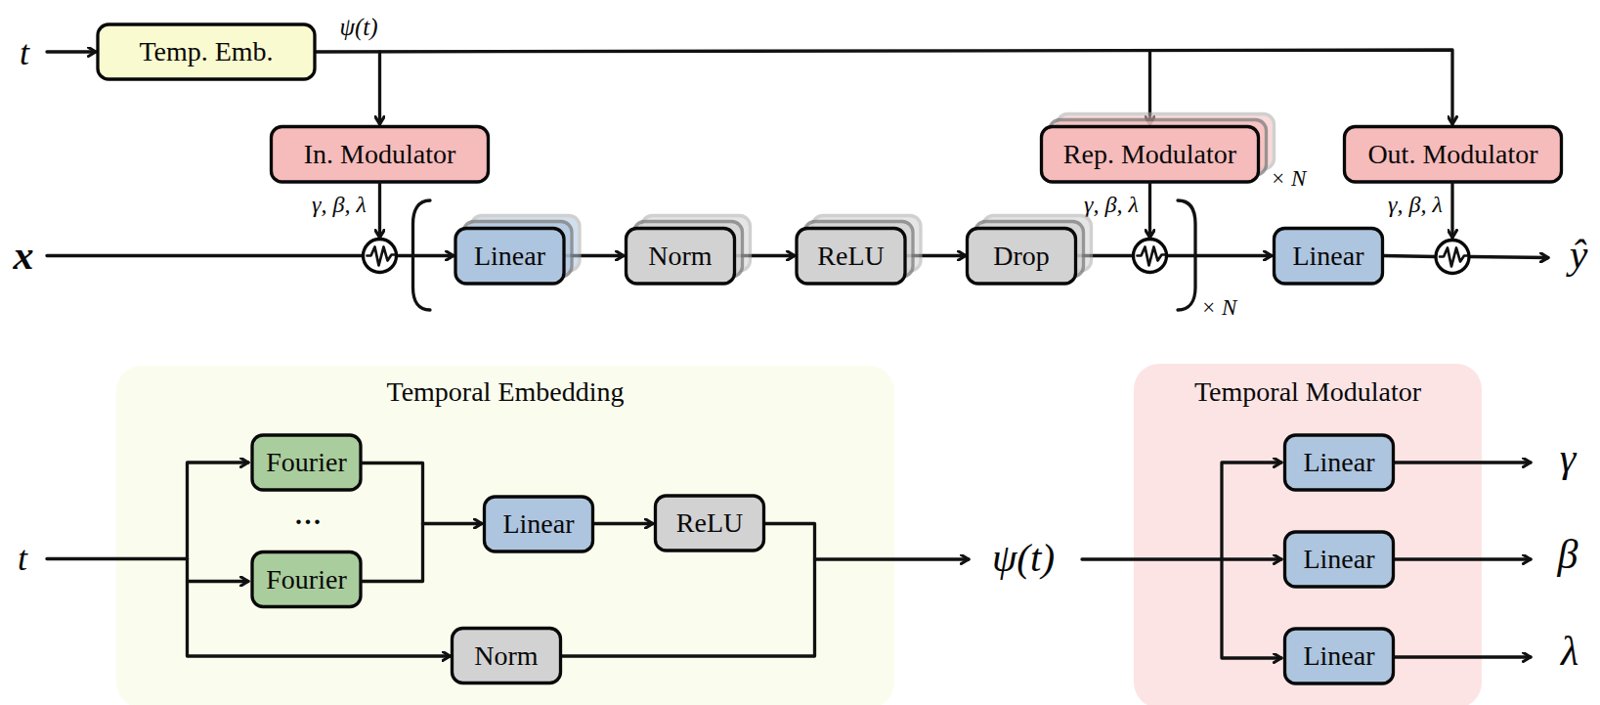 t
Temp. Emb.
ψ(t)
In. Modulator
Rep. Modulator
× N
Out. Modulator
γ, β, λ
γ, β, λ
γ, β, λ
x
Linear
Norm
ReLU
Drop
× N
Linear
ŷ
Temporal Embedding
t
Fourier
...
Fourier
Linear
ReLU
Norm
ψ(t)
Temporal Modulator
Linear
γ
Linear
β
Linear
λ